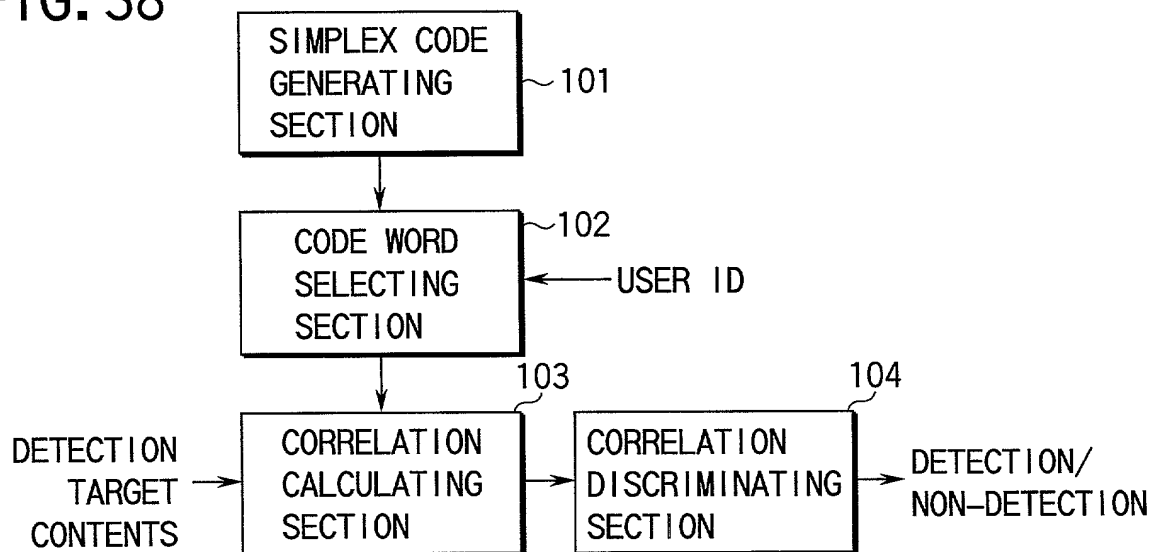 FIG. 38
SIMPLEX CODE
GENERATING
SECTION
101
CODE WORD
SELECTING
SECTION
102
USER ID
103
104
DETECTION
TARGET
CONTENTS
CORRELATION
CALCULATING
SECTION
CORRELATION
DISCRIMINATING
SECTION
DETECTION/
NON-DETECTION